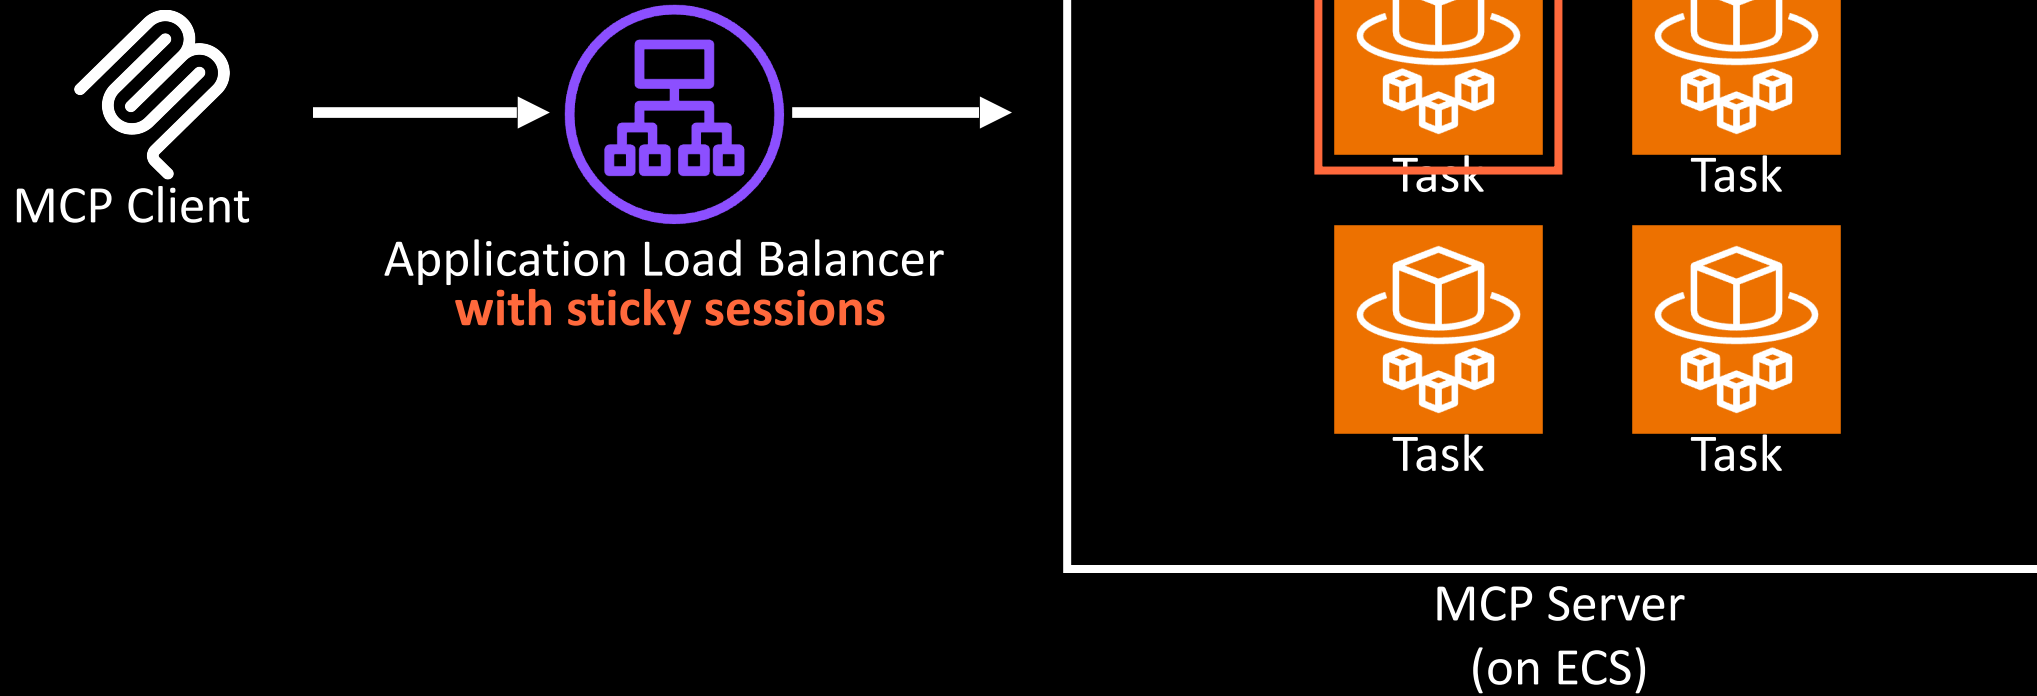 MCP Client
Application Load Balancer
with sticky sessions
Task
Task
Task
Task
MCP Server
(on ECS)